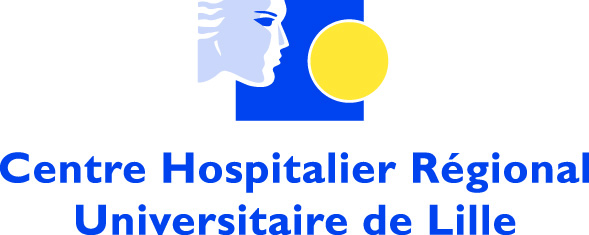 Centre Hospitalier Régional
Universitaire de Lille